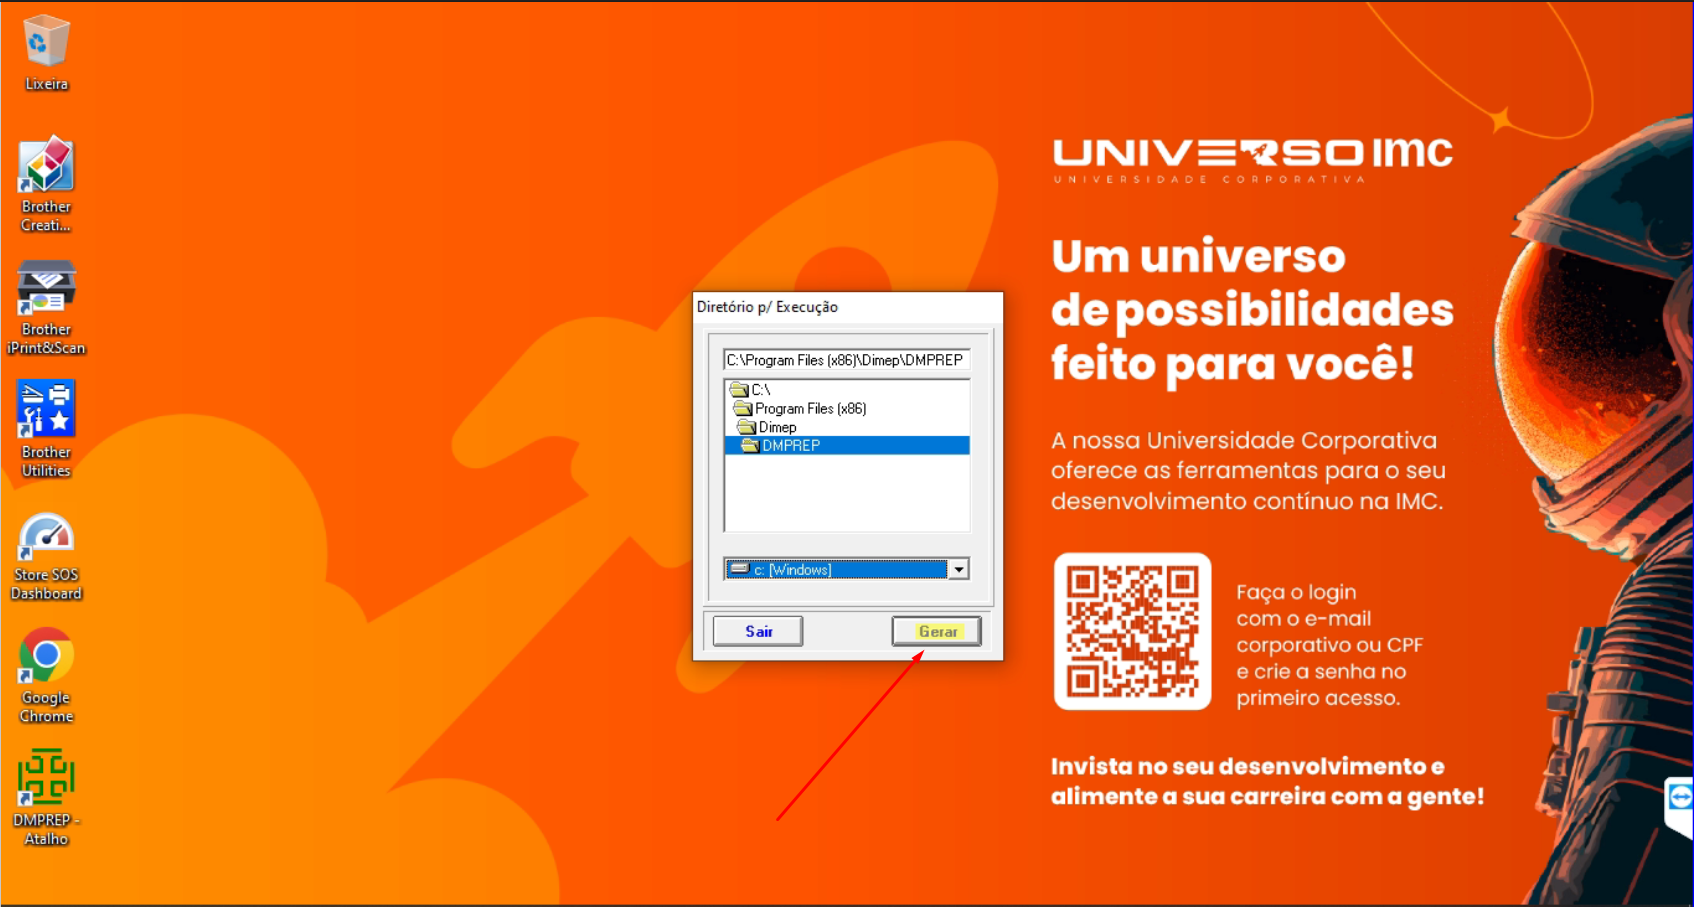 Lixeira
Brother
Creati...
Brother
iPrint&Scan
Brother
Utilities
Store SOS
Dashboard
Google
Chrome
DMPREP -
Atalho
Diretório p/ Execução
C:\Program Files (x86)\Dimep\DMPREP
C:\
Program Files (x86)
Dimep
DMPREP
c: [Windows]
Sair
Gerar
UNIVERSO IMC
UNIVERSIDADE CORPORATIVA
Um universo
de possibilidades
feito para você!
A nossa Universidade Corporativa
oferece as ferramentas para o seu
desenvolvimento contínuo na IMC.
Faça o login
com o e-mail
corporativo ou CPF
e crie a senha no
primeiro acesso.
Invista no seu desenvolvimento e
alimente a sua carreira com a gente!